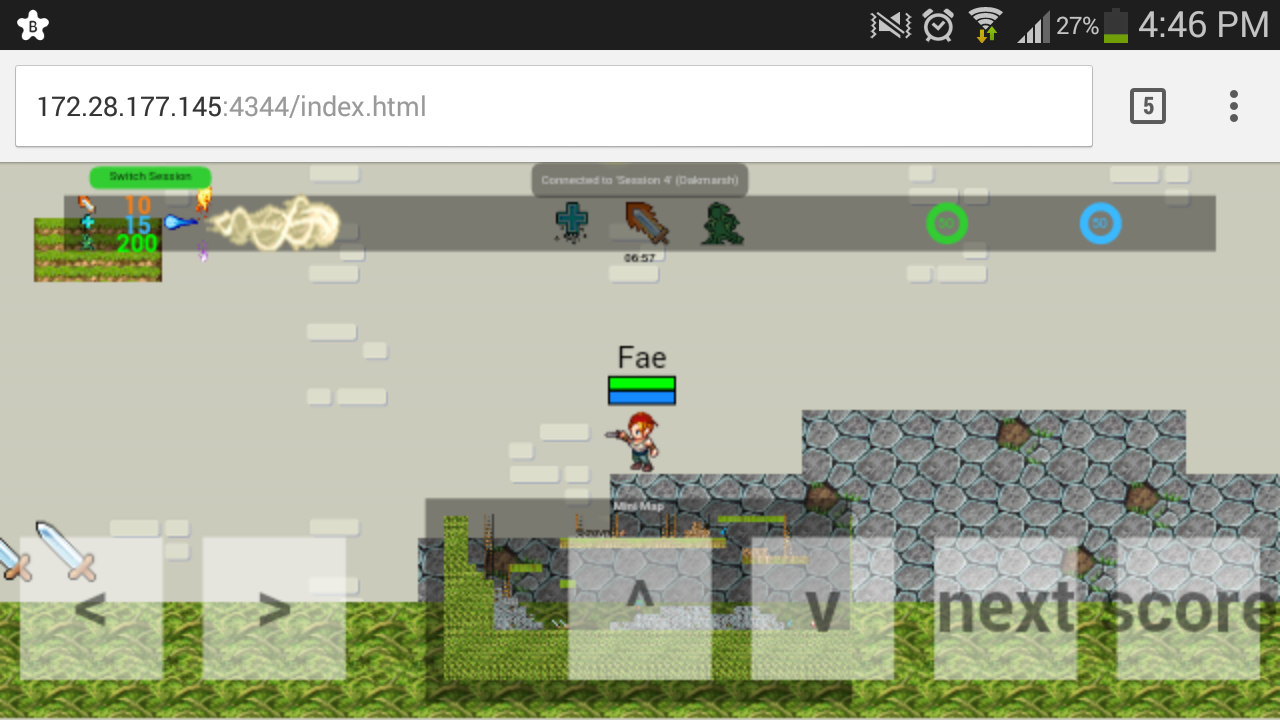 B
27% 4:46 PM
172.28.177.145:4344/index.html
5
Switch Session
Connected to 'Session 4' (Dakmarsh)
10
15
200
50
50
06:57
Fae
Mini Map
< > ^ v next score